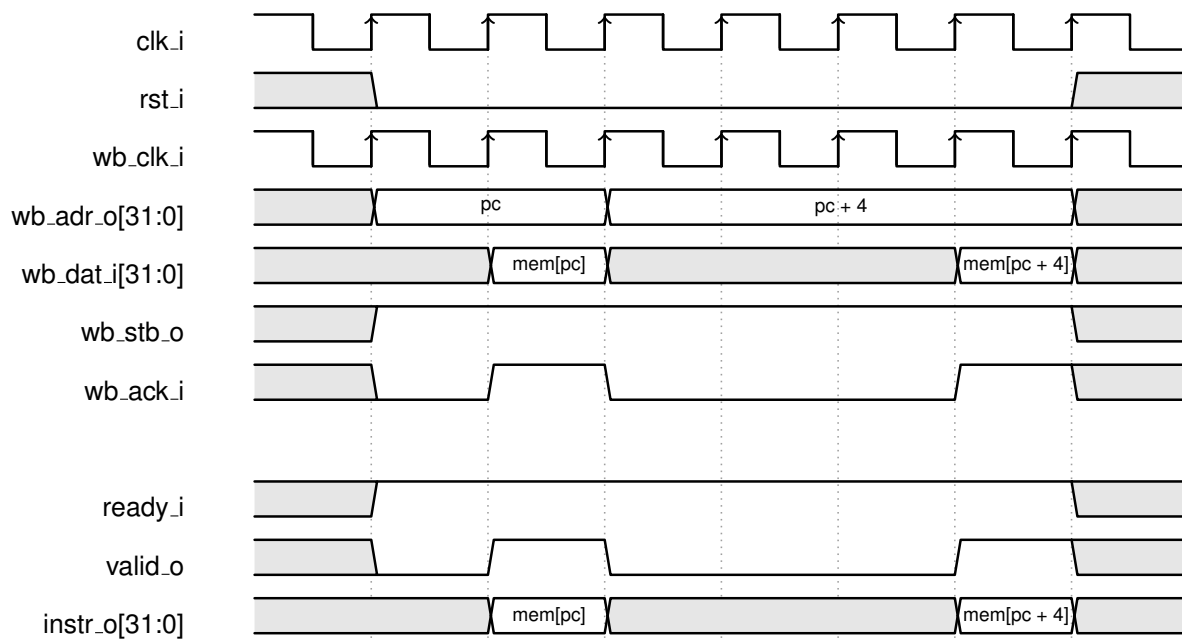 clk_i
rst_i
wb_clk_i
wb_adr_o[31:0] pc pc + 4
wb_dat_i[31:0] mem[pc] mem[pc + 4]
wb_stb_o
wb_ack_i
ready_i
valid_o
instr_o[31:0] mem[pc] mem[pc + 4]